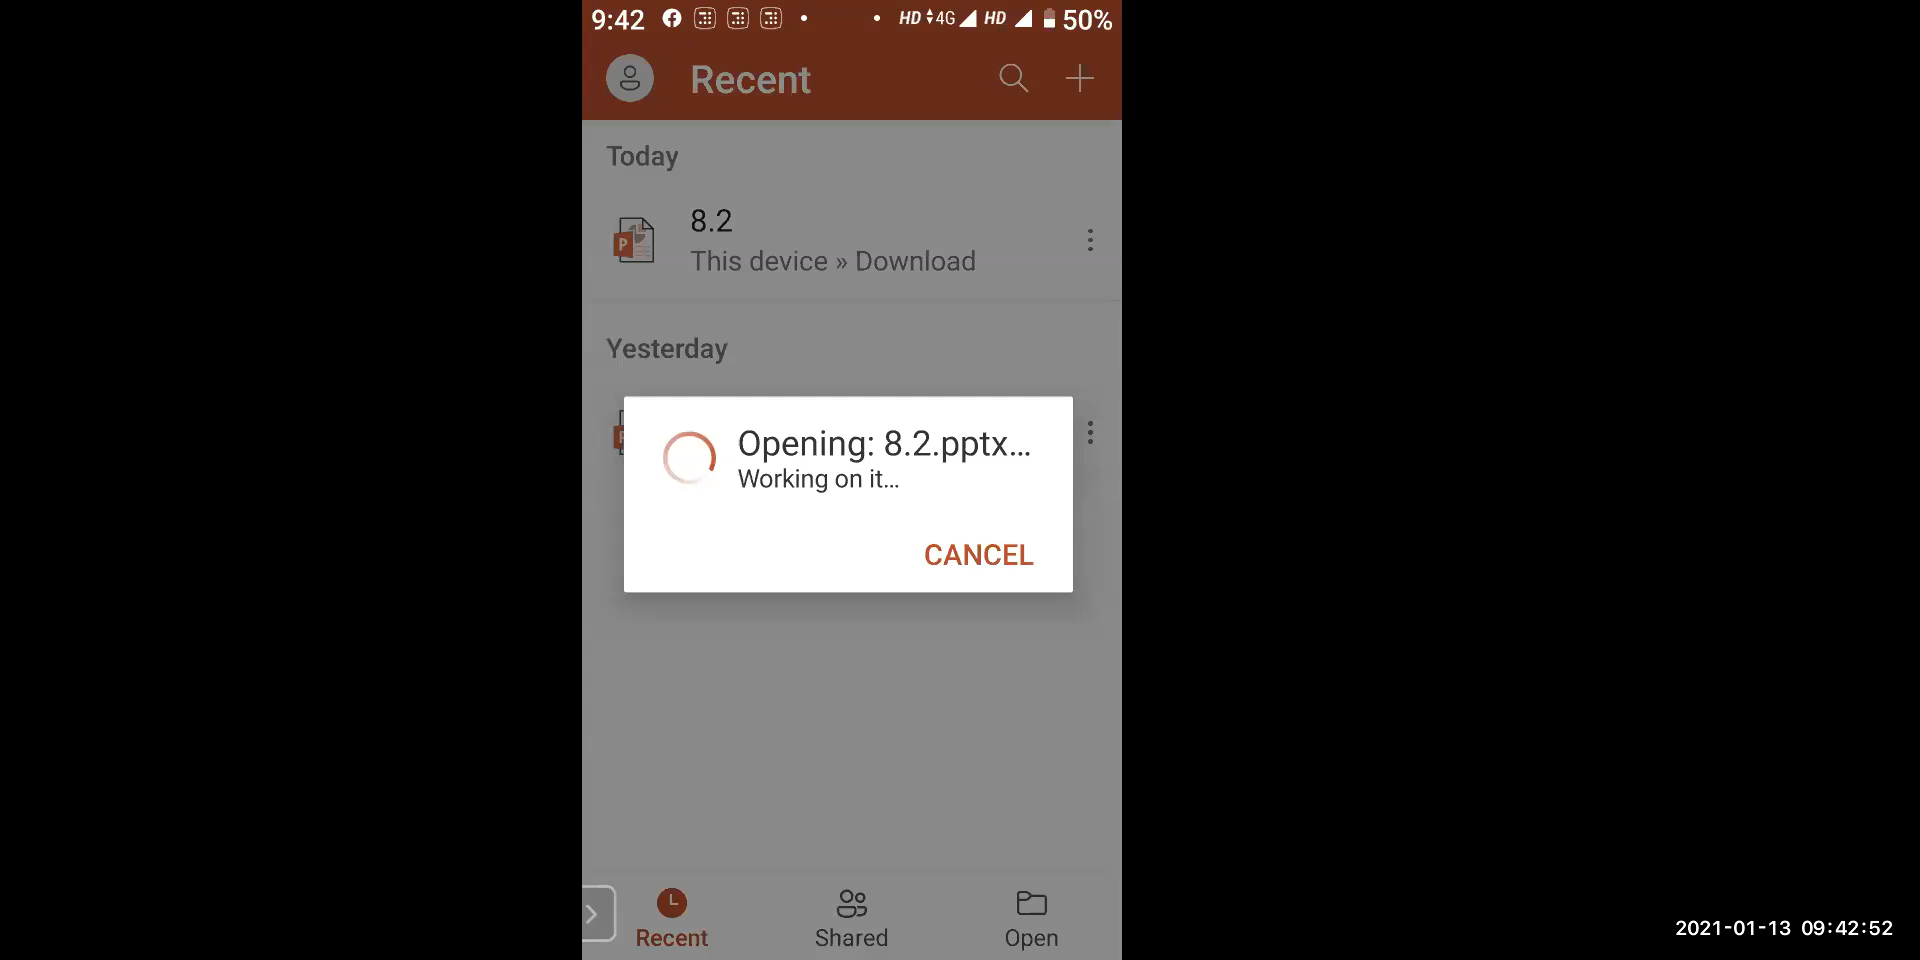 9:42 HD 4G HD 50%
Recent
Today
8.2
This device » Download
Yesterday
Opening: 8.2.pptx...
Working on it...
CANCEL
Recent Shared Open
2021-01-13 09:42:52